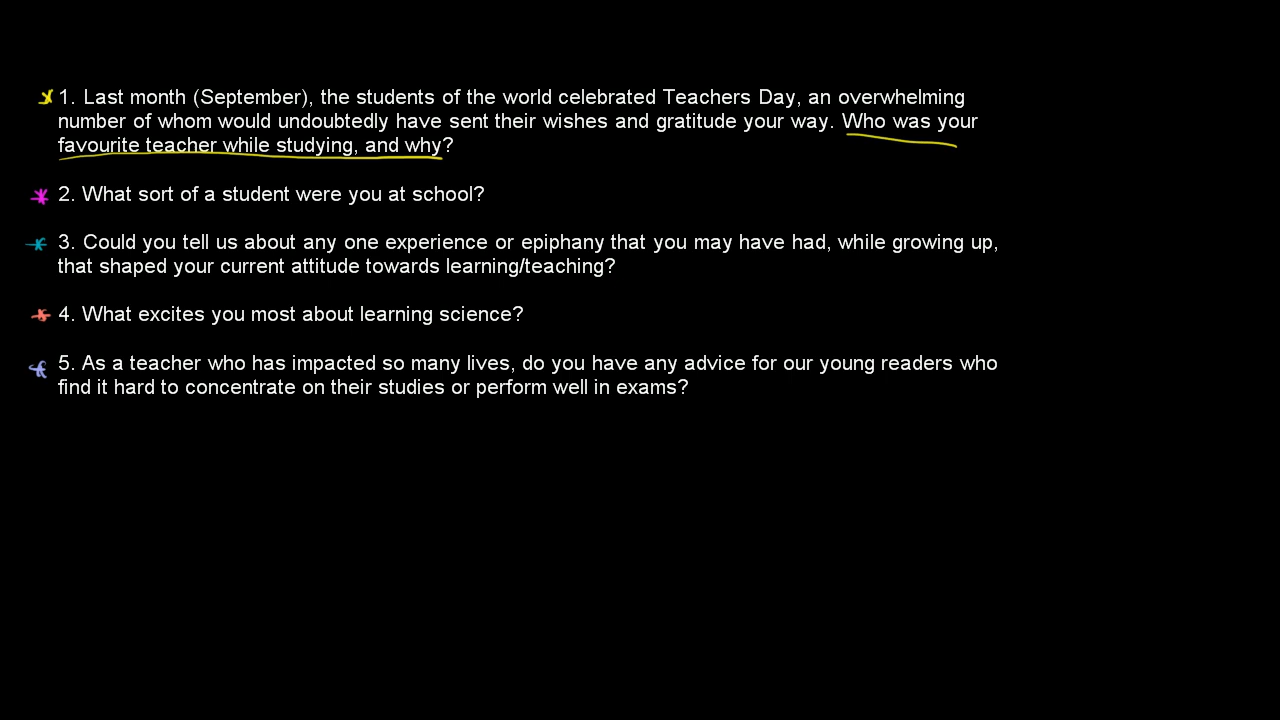 1. Last month (September), the students of the world celebrated Teachers Day, an overwhelming
number of whom would undoubtedly have sent their wishes and gratitude your way. Who was your
favourite teacher while studying, and why?
2. What sort of a student were you at school?
3. Could you tell us about any one experience or epiphany that you may have had, while growing up,
that shaped your current attitude towards learning/teaching?
4. What excites you most about learning science?
5. As a teacher who has impacted so many lives, do you have any advice for our young readers who
find it hard to concentrate on their studies or perform well in exams?